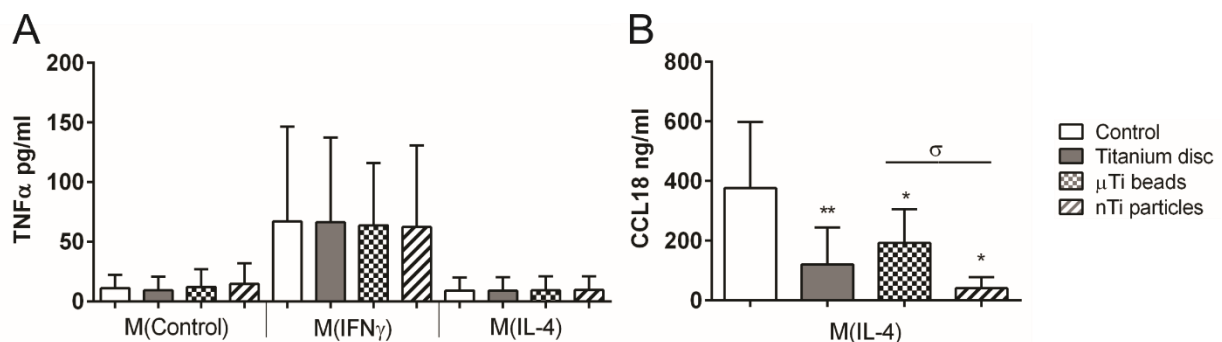 A
TNFα pg/ml
200
150
100
50
0
M(Control)
M(IFNγ)
M(IL-4)
B
CCL18 ng/ml
800
600
400
200
0
σ
**
*
*
M(IL-4)
Control
Titanium disc
μTi beads
nTi particles